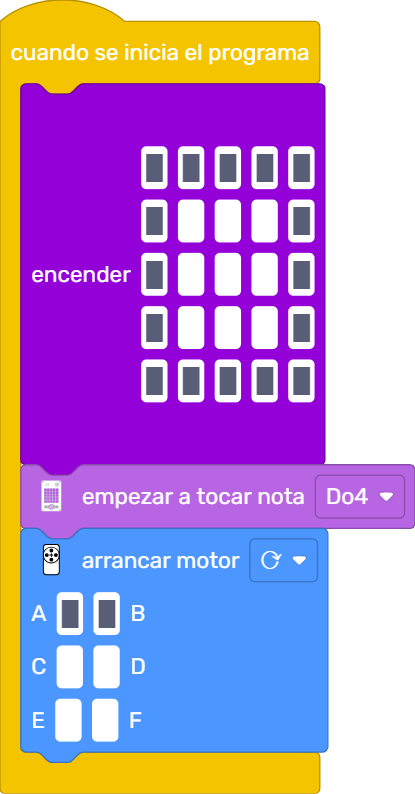 cuando se inicia el programa
encender
empezar a tocar nota Do4
arrancar motor
A B
C D
E F